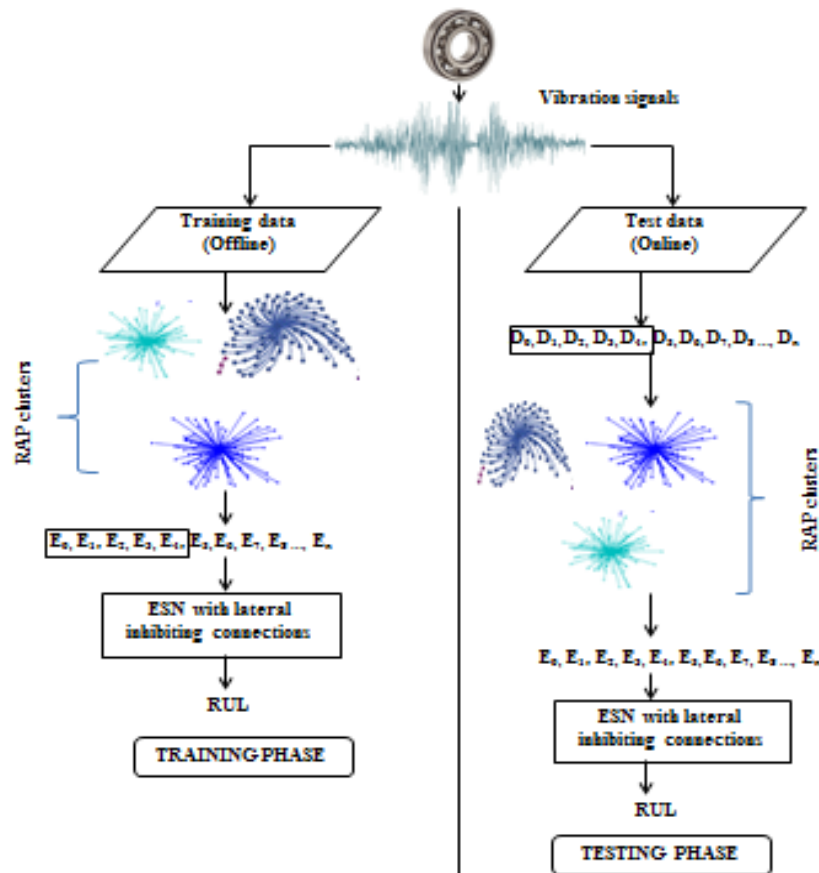 Vibration signals
Training data
(Offline)
RAP clusters
E₀, E₁, E₂, E₃, E₄, E₅, E₆, E₇, E₈ ..., Eₙ
ESN with lateral
inhibiting connections
RUL
TRAINING PHASE
Test data
(Online)
D₀, D₁, D₂, D₃, D₄, D₅, D₆, D₇, D₈ ..., Dₙ
RAP clusters
E₀, E₁, E₂, E₃, E₄, E₅, E₆, E₇, E₈ ..., Eₙ
ESN with lateral
inhibiting connections
RUL
TESTING PHASE